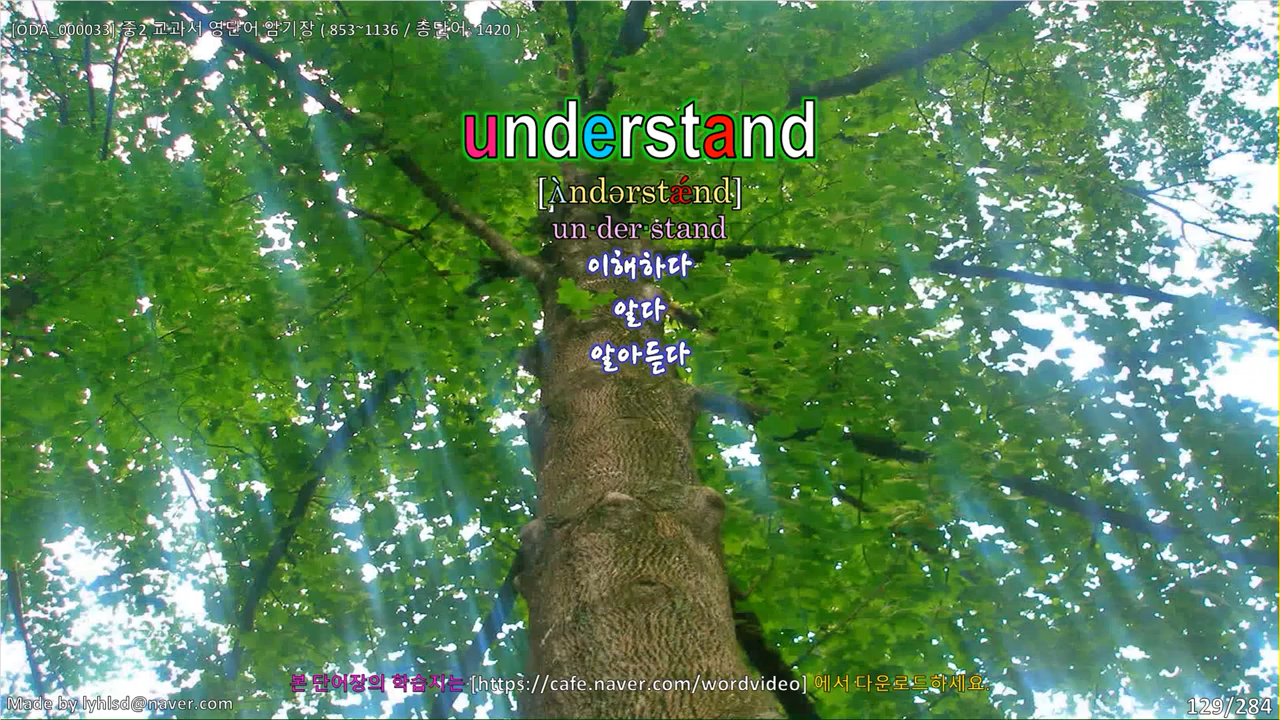 [ODA_000033] 중2 교과서 영단어 암기장 ( 853~1136 / 총단어: 1420 )
understand
[ʌ̀ndərstǽnd]
un·der·stand
이해하다
알다
알아듣다
본 단어장의 학습지는 [https://cafe.naver.com/wordvideo] 에서 다운로드하세요.
Made by lyhlsd@naver.com
129/284